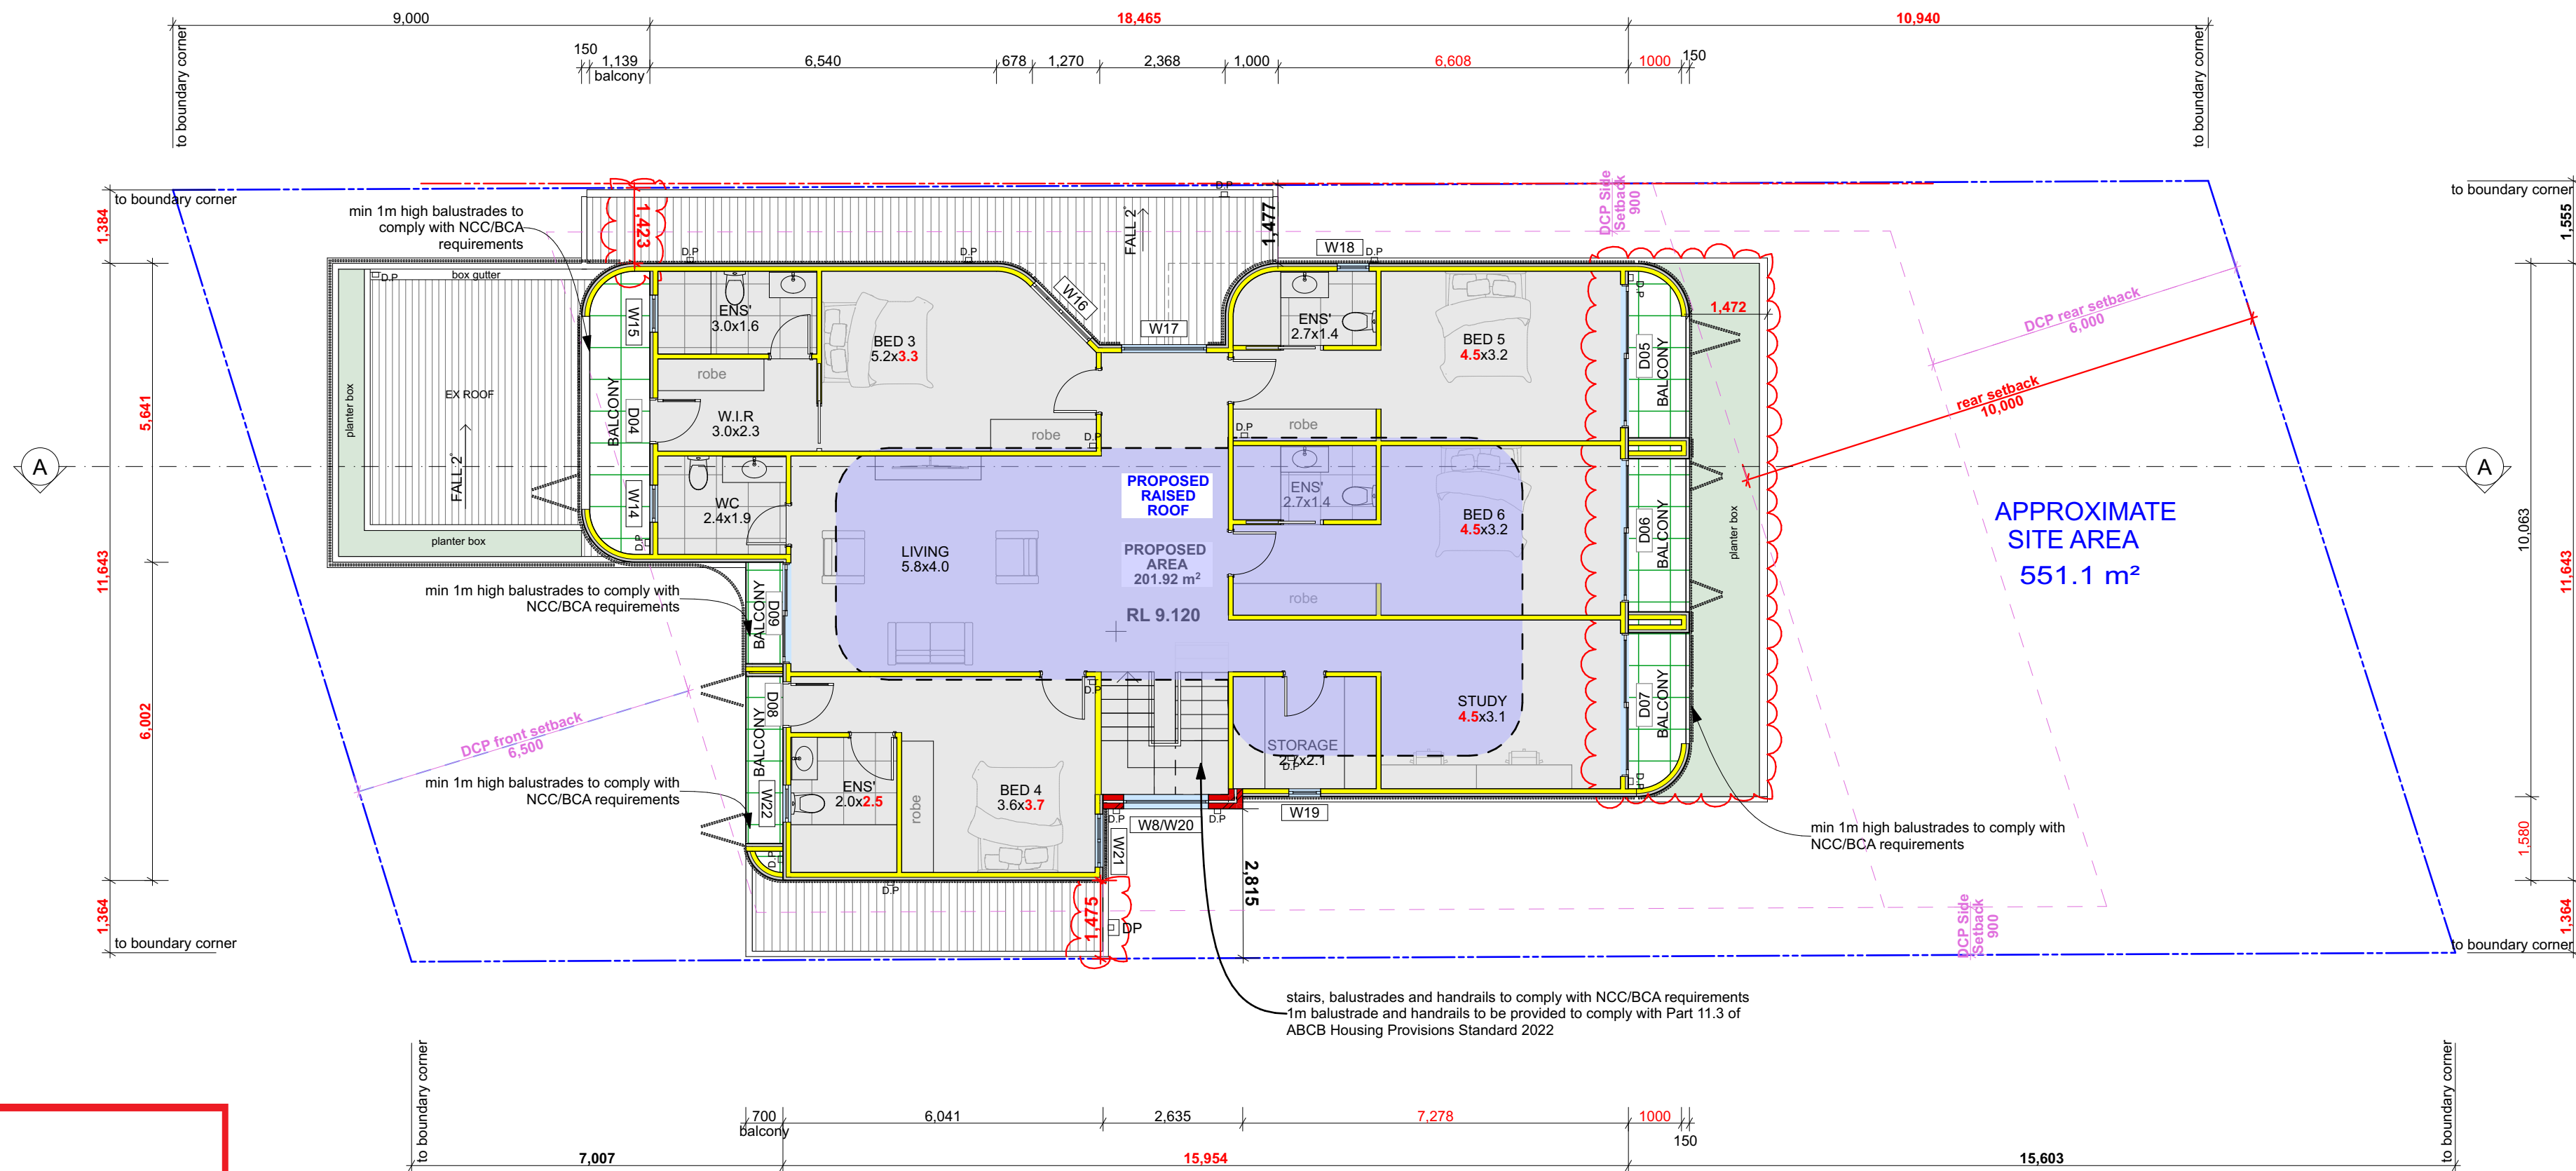 9,000
18,465
10,940
150
1,139
balcony
6,540
678
1,270
2,368
1,000
6,608
1000
150
to boundary corner
to boundary corner
to boundary corner
to boundary corner
1,384
1,555
min 1m high balustrades to
comply with NCC/BCA
requirements
1,423
D.P
D.P
D.P
FALL 2°
1,477
W18
D.P
DCP Side
Setback
900
box gutter
D.P
planter box
EX ROOF
FALL 2°
planter box
BALCONY
W15
D04
W14
D.P
ENS'
3.0x1.6
robe
W.I.R
3.0x2.3
WC
2.4x1.9
BED 3
5.2x3.3
robe
D.P
W16
W17
ENS'
2.7x1.4
BED 5
4.5x3.2
robe
D.P
D.P
D05
BALCONY
1,472
DCP rear setback
6,000
rear setback
10,000
5,641
11,643
6,002
1,364
A
A
PROPOSED
RAISED
ROOF
PROPOSED
AREA
201.92 m²
RL 9.120
LIVING
5.8x4.0
ENS'
2.7x1.4
BED 6
4.5x3.2
robe
D06
BALCONY
planter box
APPROXIMATE
SITE AREA
551.1 m²
10,063
11,643
1,580
1,364
min 1m high balustrades to comply with
NCC/BCA requirements
BALCONY
D09
D08
BALCONY
W22
D.P
DCP front setback
6,500
min 1m high balustrades to comply with
NCC/BCA requirements
ENS'
2.0x2.5
robe
BED 4
3.6x3.7
D.P
D.P
STORAGE
2.7x2.1
D.P
STUDY
4.5x3.1
D07
BALCONY
D.P
D.P
W8/W20
D.P
W19
W21
2,815
1,475
DP
min 1m high balustrades to comply with
NCC/BCA requirements
DCP Side
Setback
900
to boundary corner
to boundary corner
stairs, balustrades and handrails to comply with NCC/BCA requirements
1m balustrade and handrails to be provided to comply with Part 11.3 of
ABCB Housing Provisions Standard 2022
to boundary corner
to boundary corner
700
balcony
6,041
2,635
7,278
1000
150
7,007
15,954
15,603